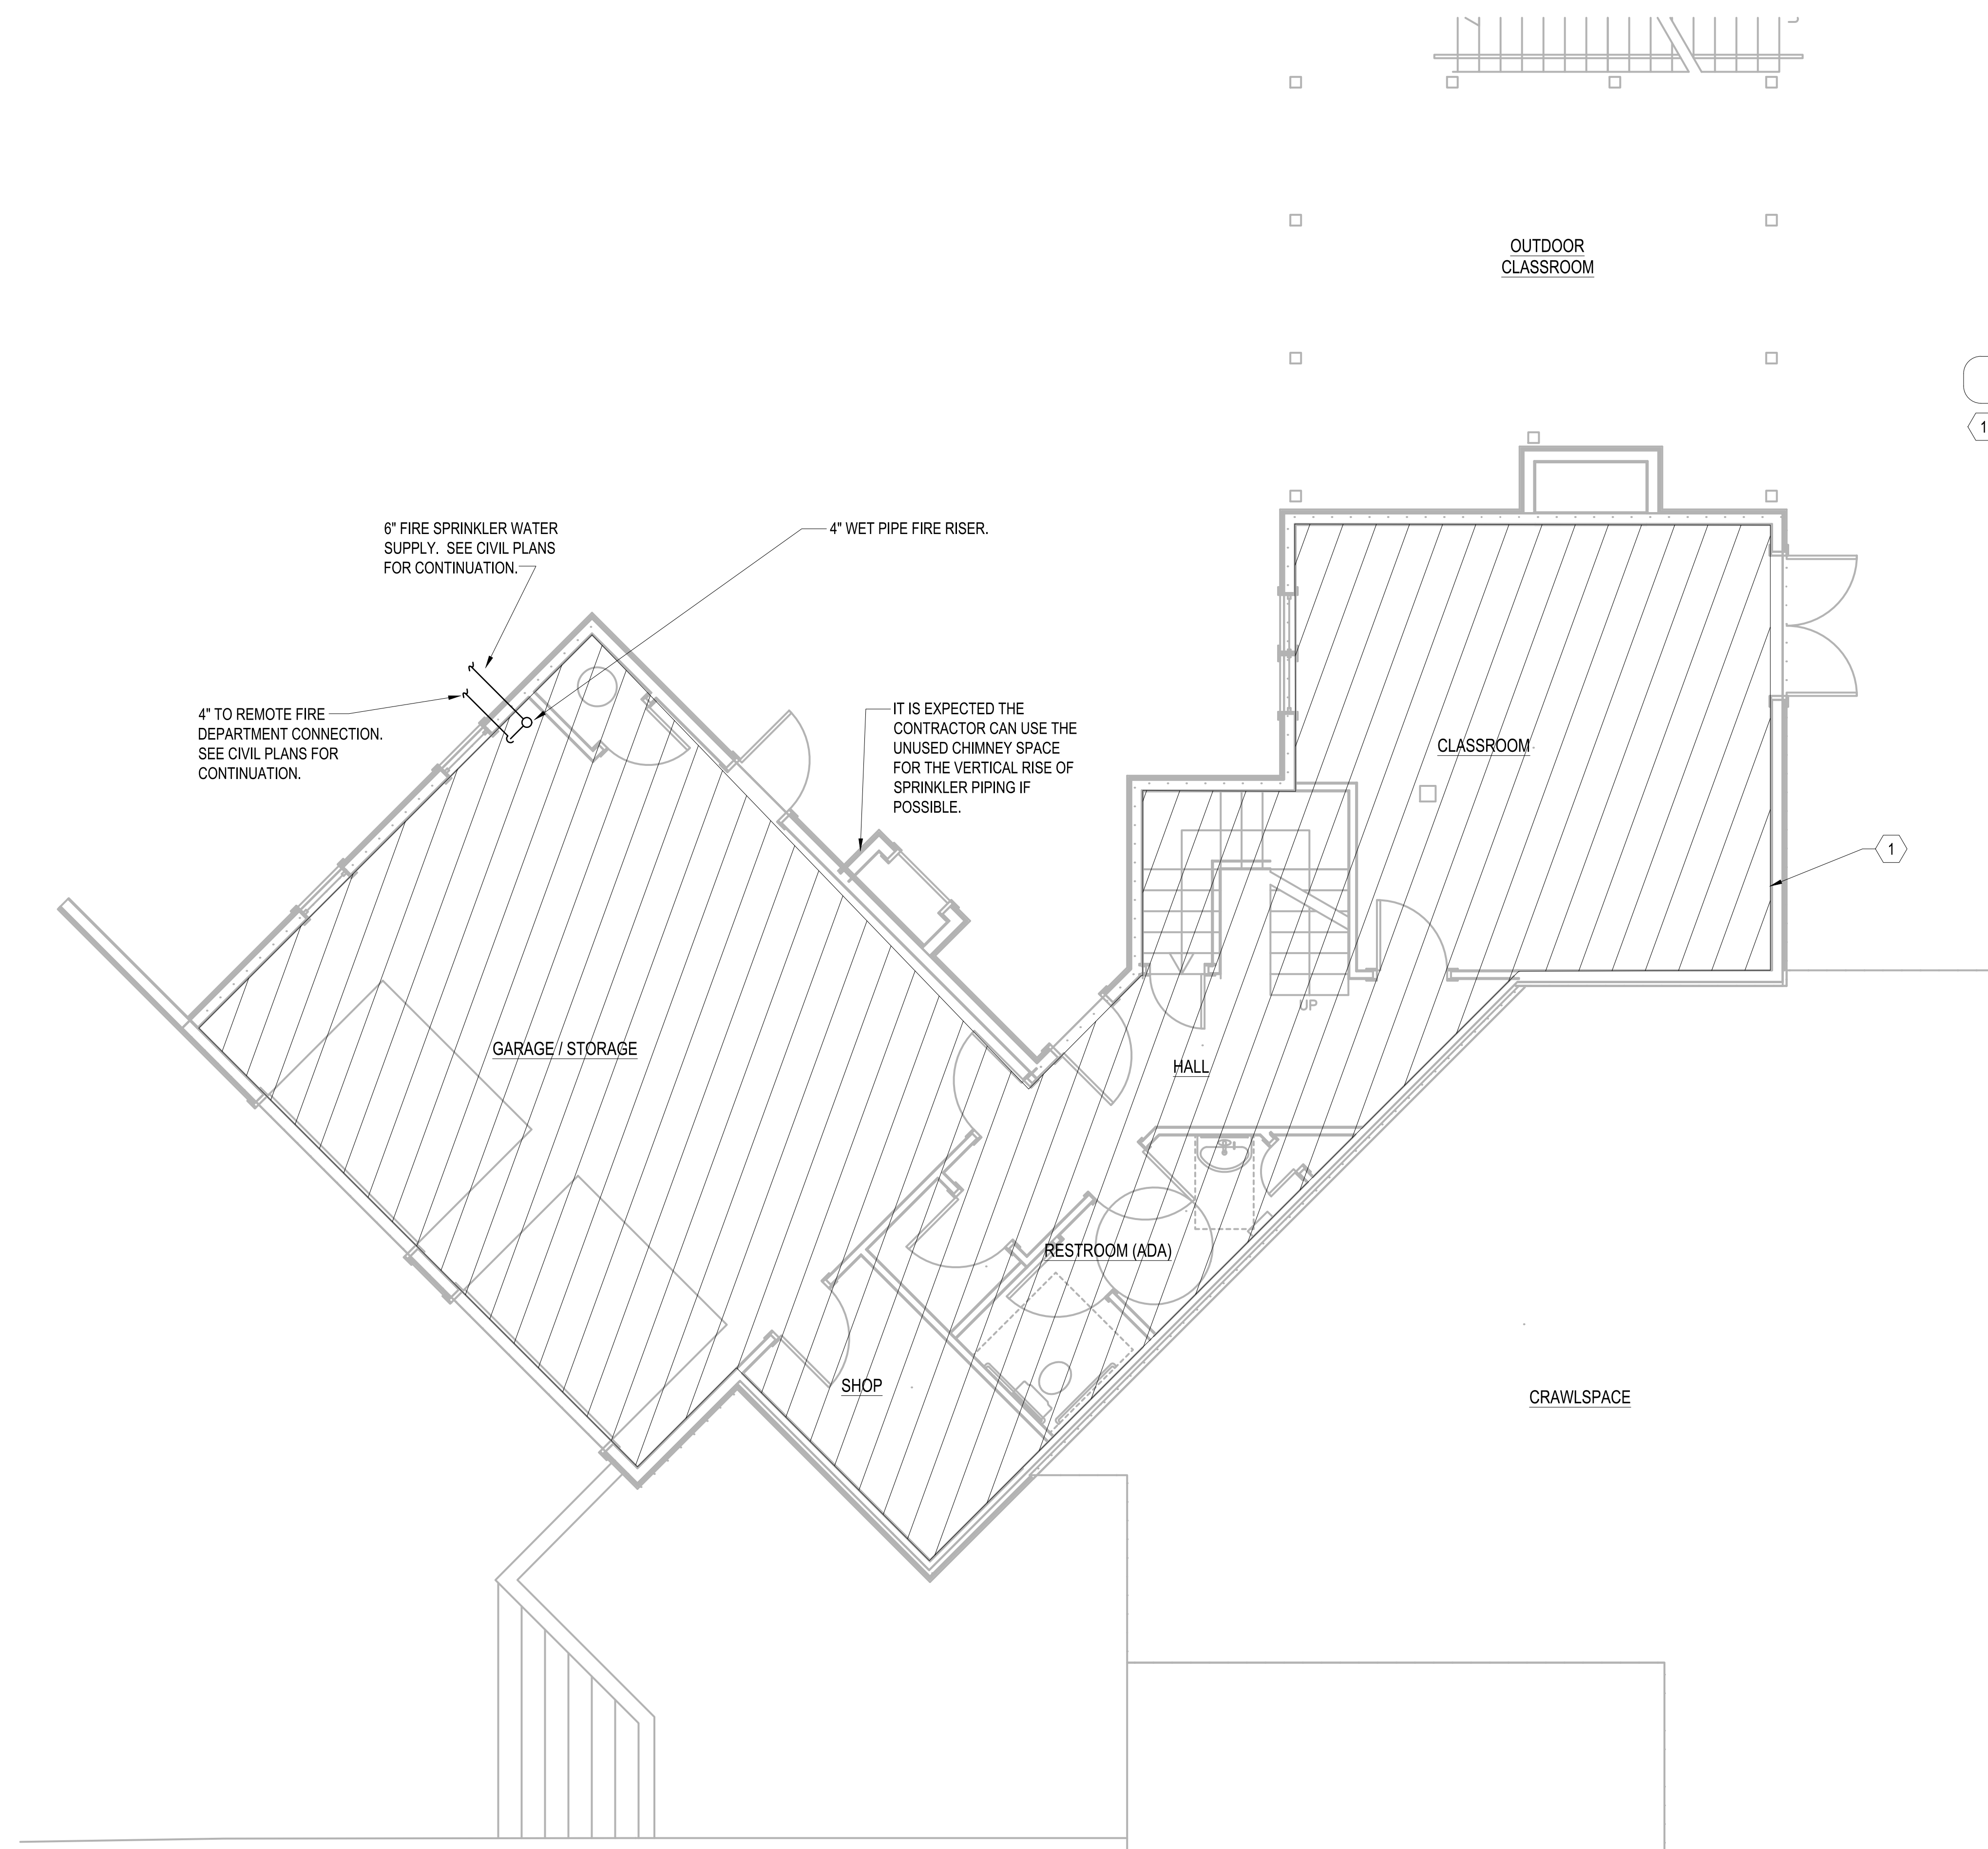 OUTDOOR
CLASSROOM
1
6" FIRE SPRINKLER WATER
SUPPLY. SEE CIVIL PLANS
FOR CONTINUATION.
4" WET PIPE FIRE RISER.
4" TO REMOTE FIRE
DEPARTMENT CONNECTION.
SEE CIVIL PLANS FOR
CONTINUATION.
IT IS EXPECTED THE
CONTRACTOR CAN USE THE
UNUSED CHIMNEY SPACE
FOR THE VERTICAL RISE OF
SPRINKLER PIPING IF
POSSIBLE.
CLASSROOM
1
UP
GARAGE / STORAGE
HALL
RESTROOM (ADA)
SHOP
CRAWLSPACE